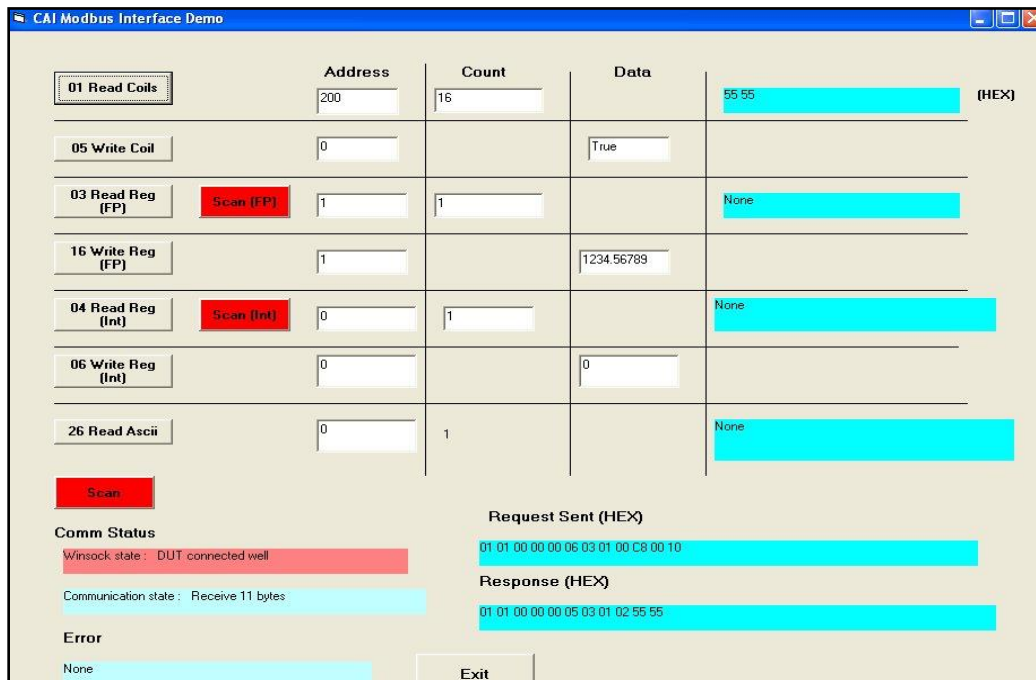 CAI Modbus Interface Demo
Address Count Data
01 Read Coils 200 16 55 55 (HEX)
05 Write Coil 0 True
03 Read Reg
(FP) Scan (FP) 1 1 None
16 Write Reg
(FP) 1 1234.56789
04 Read Reg
(Int) Scan (Int) 0 1 None
06 Write Reg
(Int) 0 0
26 Read Ascii 0 1 None
Scan
Request Sent (HEX)
Comm Status
01 01 00 00 00 06 03 01 00 C8 00 10
Winsock state : DUT connected well
Response (HEX)
Communication state : Receive 11 bytes
01 01 00 00 00 05 03 01 02 55 55
Error
None
Exit